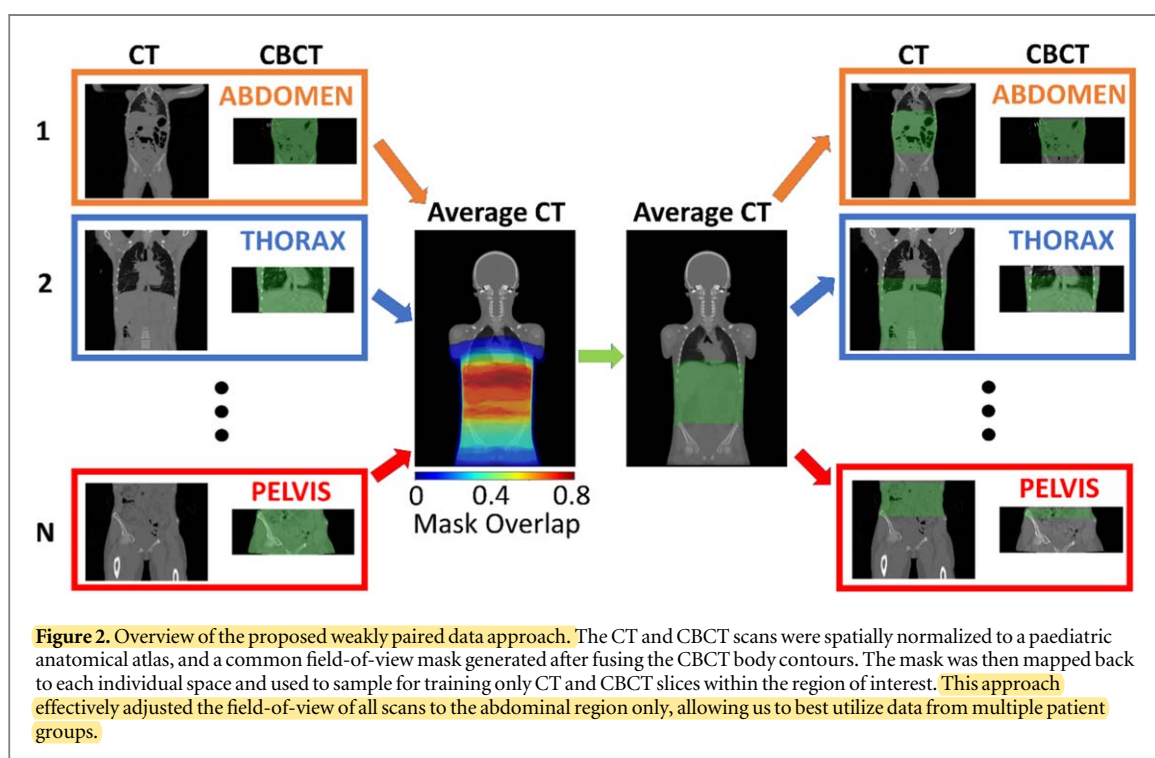 CT CBCT
ABDOMEN
1
THORAX
2
PELVIS
N
Average CT
0 0.4 0.8
Mask Overlap
Average CT
CT CBCT
ABDOMEN
THORAX
PELVIS
Figure 2. Overview of the proposed weakly paired data approach. The CT and CBCT scans were spatially normalized to a paediatric
anatomical atlas, and a common field-of-view mask generated after fusing the CBCT body contours. The mask was then mapped back
to each individual space and used to sample for training only CT and CBCT slices within the region of interest. This approach
effectively adjusted the field-of-view of all scans to the abdominal region only, allowing us to best utilize data from multiple patient
groups.